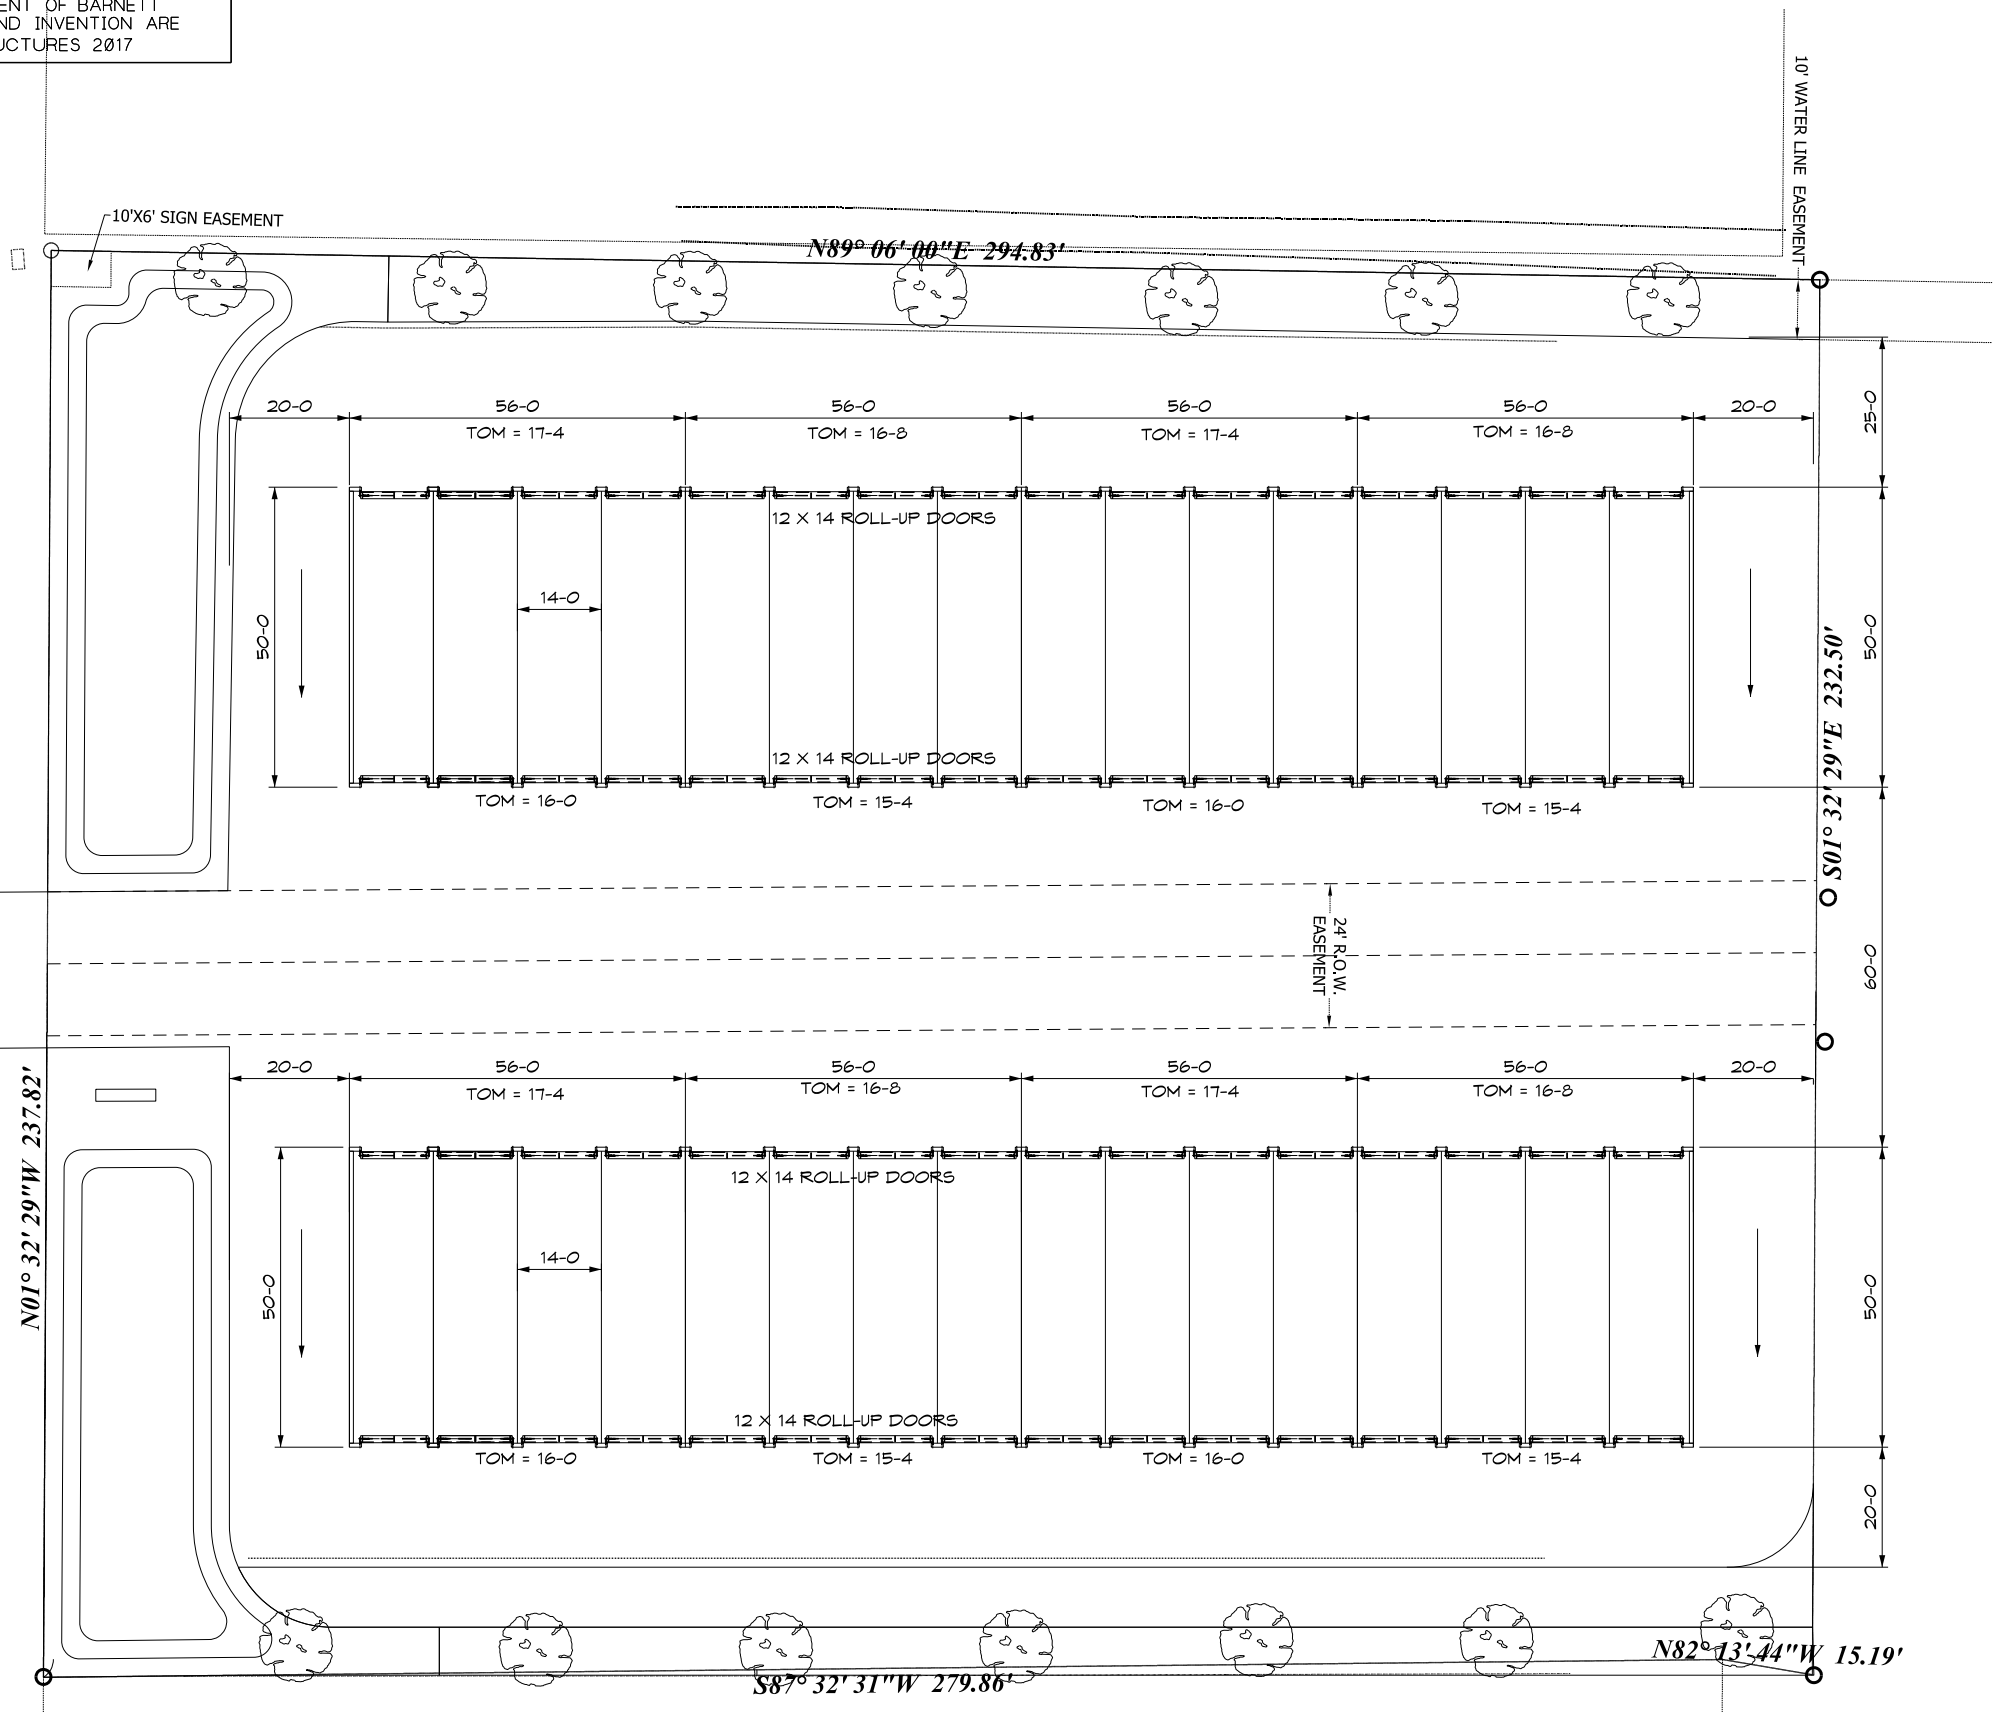 ENT OF BARNETT
ND INVENTION ARE
UCTURES 2017
10' WATER LINE EASEMENT
10'X6' SIGN EASEMENT
N89° 06' 00"E 294.83'
20-0 56-0 56-0 56-0 56-0 20-0
25-0
TOM = 17-4 TOM = 16-8 TOM = 17-4 TOM = 16-8
12 X 14 ROLL-UP DOORS
14-0
50-0
50-0
S01° 32' 29"E 232.50'
12 X 14 ROLL-UP DOORS
TOM = 16-0 TOM = 15-4 TOM = 16-0 TOM = 15-4
24' R.O.W.
EASEMENT
60-0
20-0 56-0 56-0 56-0 56-0 20-0
TOM = 17-4 TOM = 16-8 TOM = 17-4 TOM = 16-8
N01° 32' 29"W 237.82'
12 X 14 ROLL-UP DOORS
14-0
50-0
50-0
12 X 14 ROLL-UP DOORS
TOM = 16-0 TOM = 15-4 TOM = 16-0 TOM = 15-4
20-0
N82° 13' 44"W 15.19'
S87° 32' 31"W 279.86'